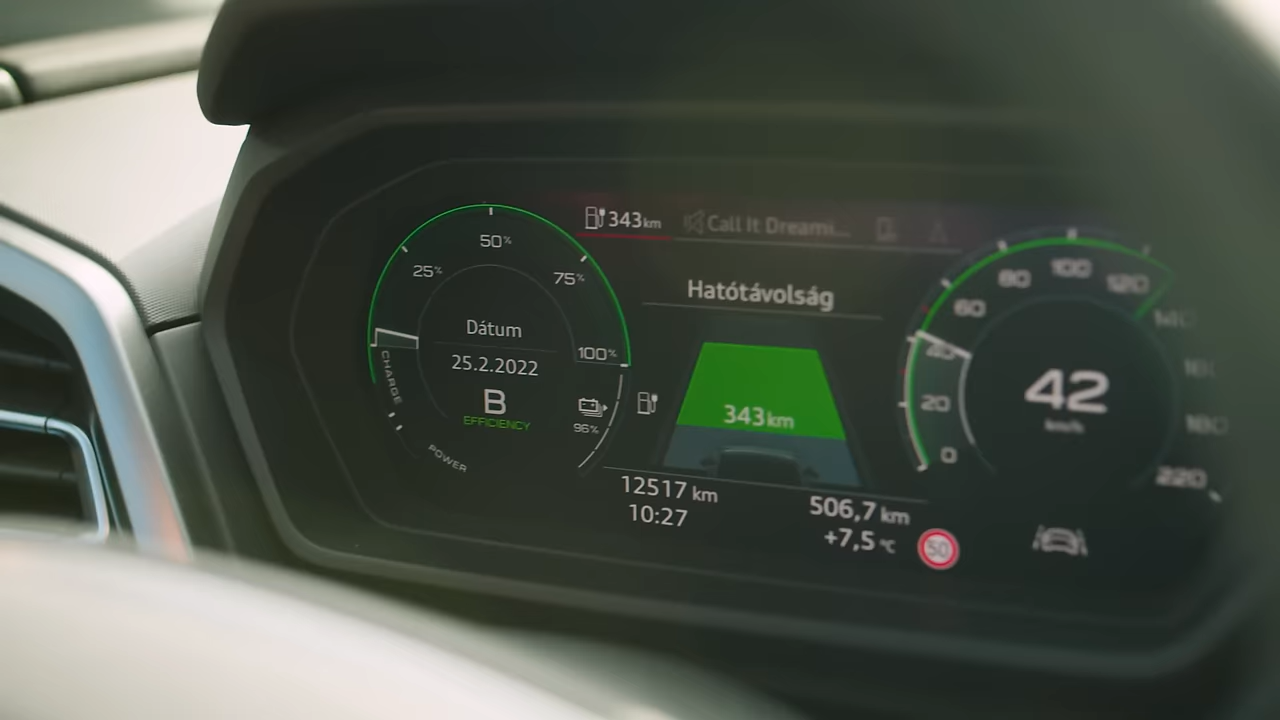 50%
25%
75%
100%
Dátum
25.2.2022
B
EFFICIENCY
96%
CHARGE
POWER
343 km
Call It Dreami...
Hatótávolság
343 km
12517 km
10:27
506,7 km
+7,5 °C
50
0
20
40
60
80
100
120
220
42
km/h